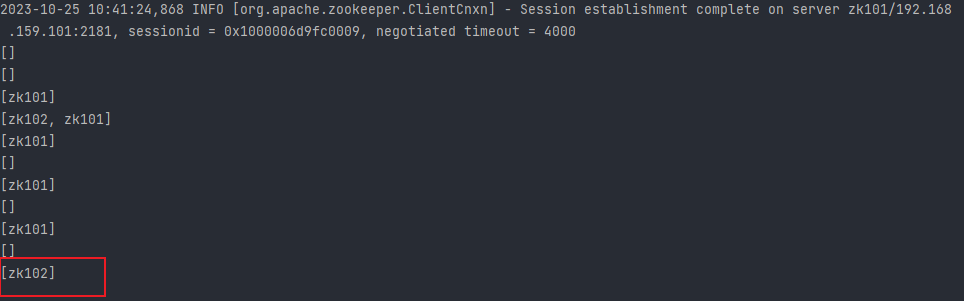 2023-10-25 10:41:24,868 INFO [org.apache.zookeeper.ClientCnxn] - Session establishment complete on server zk101/192.168
.159.101:2181, sessionid = 0x1000006d9fc0009, negotiated timeout = 4000
[]
[]
[zk101]
[zk102, zk101]
[zk101]
[]
[zk101]
[]
[zk101]
[]
[zk102]